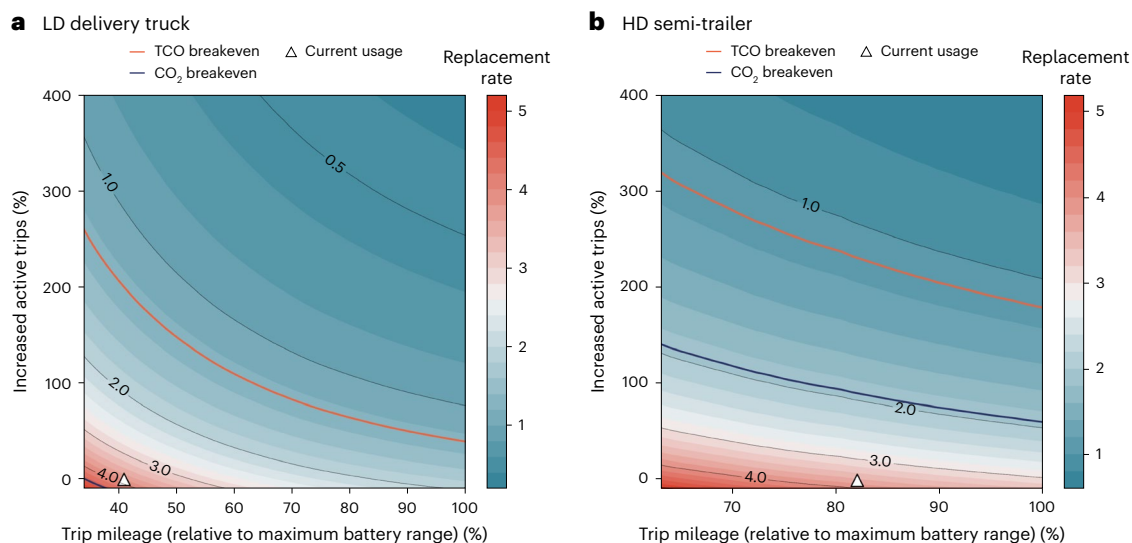 a LD delivery truck
TCO breakeven
Current usage
CO2 breakeven
Replacement
rate
400
300
200
100
0
0.5
1.0
2.0
3.0
4.0
40
50
60
70
80
90
100
5
4
3
2
1
Increased active trips (%)
Trip mileage (relative to maximum battery range) (%)
b HD semi-trailer
TCO breakeven
Current usage
CO2 breakeven
Replacement
rate
400
300
200
100
0
1.0
2.0
3.0
4.0
70
80
90
100
5
4
3
2
1
Increased active trips (%)
Trip mileage (relative to maximum battery range) (%)